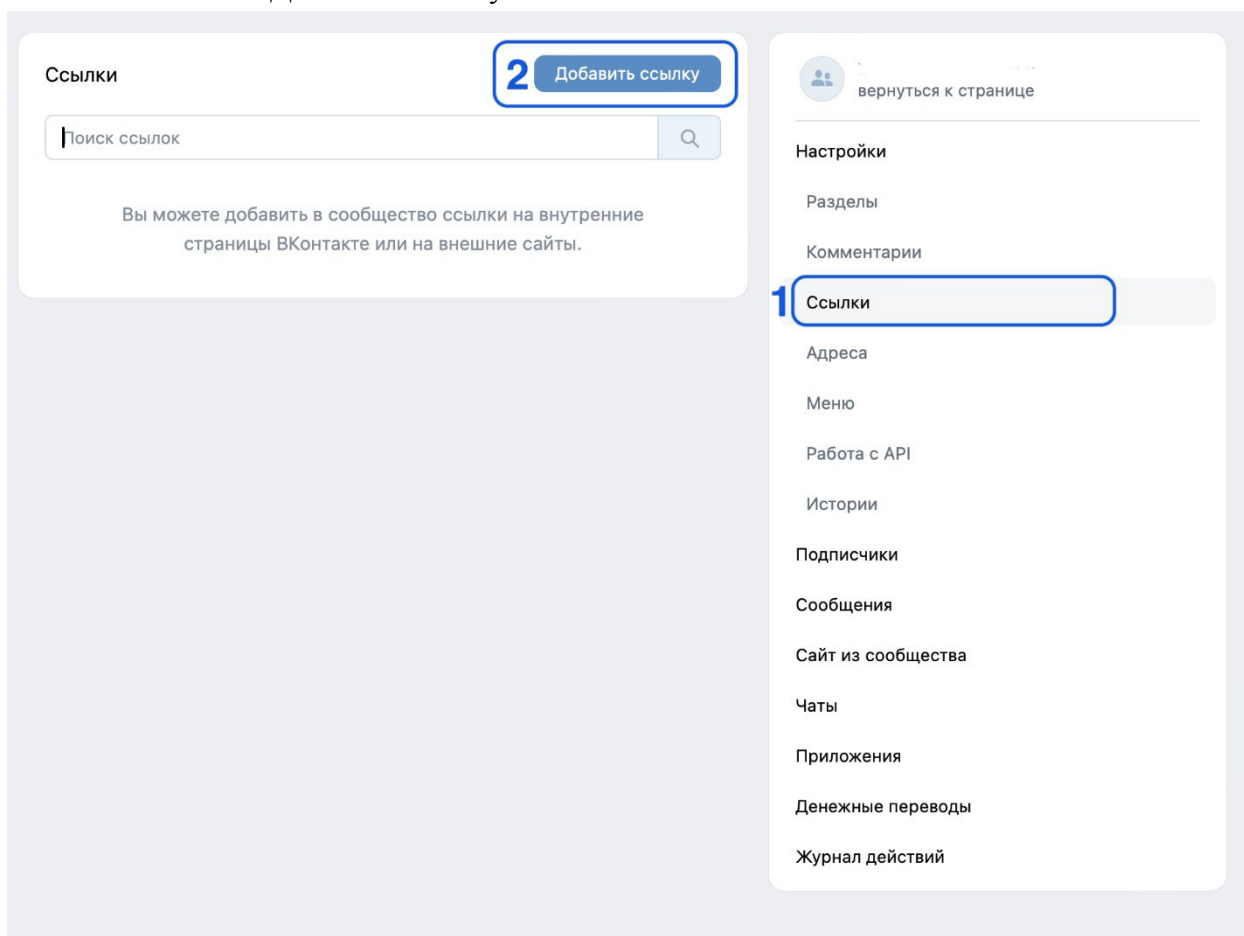 Ссылки
2
Добавить ссылку
Поиск ссылок
Вы можете добавить в сообщество ссылки на внутренние
страницы ВКонтакте или на внешние сайты.
вернуться к странице
Настройки
Разделы
Комментарии
1
Ссылки
Адреса
Меню
Работа с API
Истории
Подписчики
Сообщения
Сайт из сообщества
Чаты
Приложения
Денежные переводы
Журнал действий